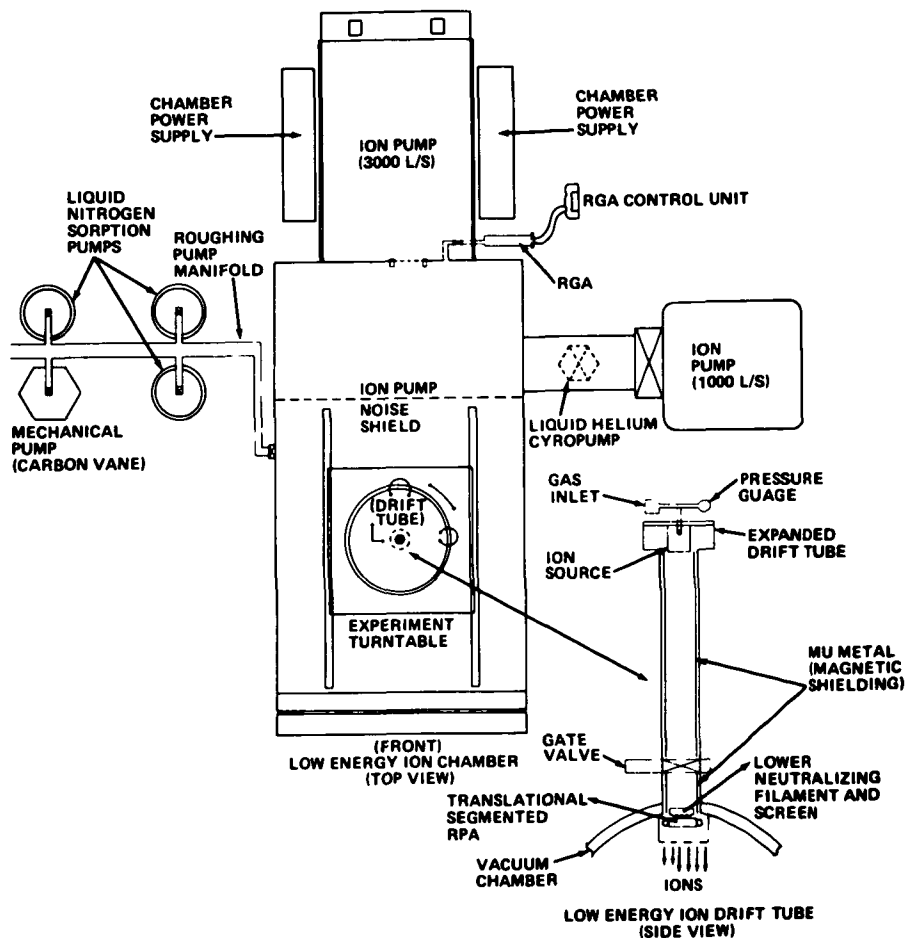 CHAMBER
POWER
SUPPLY
ION PUMP
(3000 L/S)
CHAMBER
POWER
SUPPLY
LIQUID
NITROGEN
SORPTION
PUMPS
ROUGHING
PUMP
MANIFOLD
RGA CONTROL UNIT
RGA
ION
PUMP
(1000 L/S)
ION PUMP
NOISE
SHIELD
LIQUID HELIUM
CYROPUMP
MECHANICAL
PUMP
(CARBON VANE)
(DRIFT
TUBE)
EXPERIMENT
TURNTABLE
(FRONT)
LOW ENERGY ION CHAMBER
(TOP VIEW)
GAS
INLET
PRESSURE
GUAGE
EXPANDED
DRIFT TUBE
ION
SOURCE
MU METAL
(MAGNETIC
SHIELDING)
GATE
VALVE
LOWER
NEUTRALIZING
FILAMENT AND
SCREEN
TRANSLATIONAL
SEGMENTED
RPA
VACUUM
CHAMBER
IONS
LOW ENERGY ION DRIFT TUBE
(SIDE VIEW)